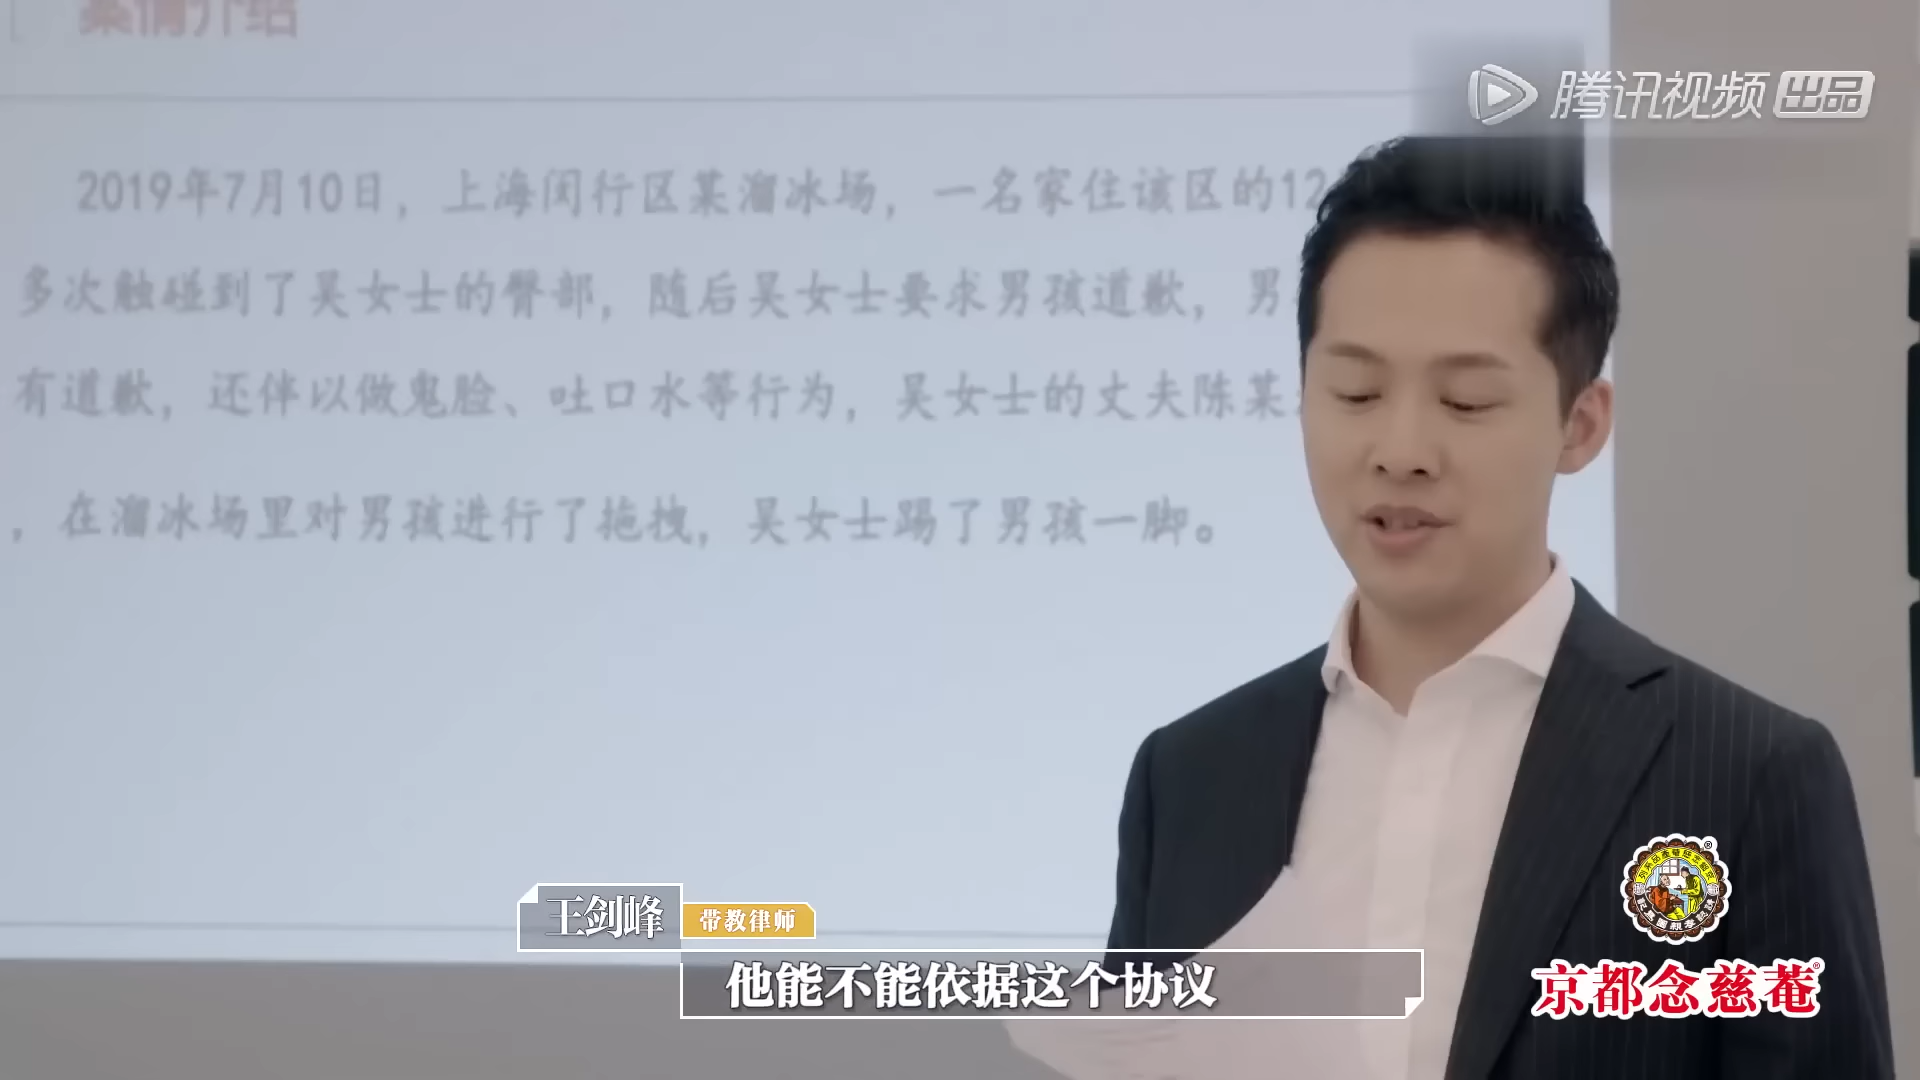 案情介绍
腾讯视频 出品
2019年7月10日，上海闵行区某溜冰场，一名家住该区的12
多次触碰到了吴女士的臀部，随后吴女士要求男孩道歉，男
有道歉，还伴以做鬼脸、吐口水等行为，吴女士的丈夫陈某
，在溜冰场里对男孩进行了拖拽，吴女士踢了男孩一脚。
王剑峰 带教律师
他能不能依据这个协议
京都念慈菴